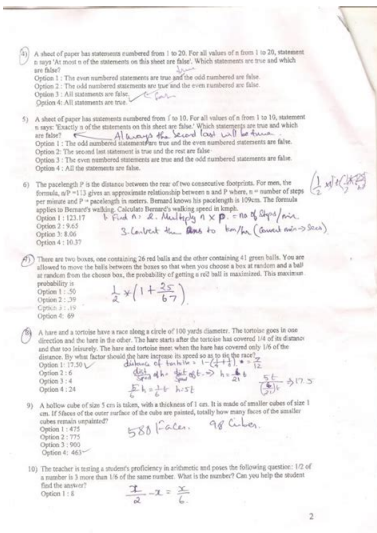 4) A sheet of paper has statements numbered from 1 to 20. For all values of n from 1 to 20, statement
n says 'At most n of the statements on this sheet are false'. Which statements are true and which
are false?
true
Option 1 : The even numbered statements are true and the odd numbered are false
Option 2 : The odd numbered statements are true and the even numbered are false.
Option 3 : All statements are false.
Option 4: All statements are true.
5) A sheet of paper has statements numbered from 1 to 10. For all values of n from 1 to 10, statement
n says: 'Exactly n of the statements on this sheet are false.' Which statements are true and which
are false?
Always the second last will be true.
Option 1 : The odd numbered statements are true and the even numbered statements are false.
Option 2: The second last statement is true and the rest are false
Option 3 : The even numbered statements are true and the odd numbered statements are false.
Option 4 : All the statements are false.
6) The pacelength P is the distance between the rear of two consecutive footprints. For men, the
formula, n/P =123 gives an approximate relationship between n and P where, n = number of steps
per minute and P = pacelength in meters. Bernard knows his pacelength is 109cm. The formula
applies to Bernard's walking. Calculate Bernard's walking speed in kmph.
Option 1 : 123.17
1. Find n 2. Multiply n x p = no of steps/min
Option 2 : 9.65
Option 3: 8.06
3. Convert the ans to km/hr
Option 4 : 10.37
7) There are two boxes, one containing 26 red balls and the other containing 41 green balls. You are
allowed to move the balls between the boxes so that when you choose a box at random and a ball
at random from the chosen box, the probability of getting a red ball is maximized. This maximum
probability is
Option 1 : .50
1/2 * (1 + 25/67)
Option 2 : .39
Option 4: 69
8) A hare and a tortoise have a race along a circle of 100 yards diameter. The tortoise goes in one
direction and the hare in the other. The hare starts after the tortoise has covered 1/4 of its distance
and that too leisurely. The hare and tortoise meet when the hare has covered only 1/6 of the
distance. By what factor should the hare increase its speed so as to tie the race?
Option 1: 17.50
distance of tortoise = 1-(1/4+1/6) = 7/12
Option 2 : 6
Option 3 : 4
17.5
Option 4 : 24
9) A hollow cube of size 5 cm is taken, with a thickness of 1 cm. It is made of smaller cubes of size 1
cm. If 5faces of the outer surface of the cube are painted, totally how many faces of the smaller
cubes remain unpainted?
Option 1 : 475
580 faces. 98 Cubes.
Option 2 : 775
Option 3 : 900
Option 4: 463
10) The teacher is testing a student's proficiency in arithmetic and poses the following question: 1/2 of
a number is 3 more than 1/6 of the same number. What is the number? Can you help the student
find the answer?
Option 1 : 8
x/2 - x = x/6
2